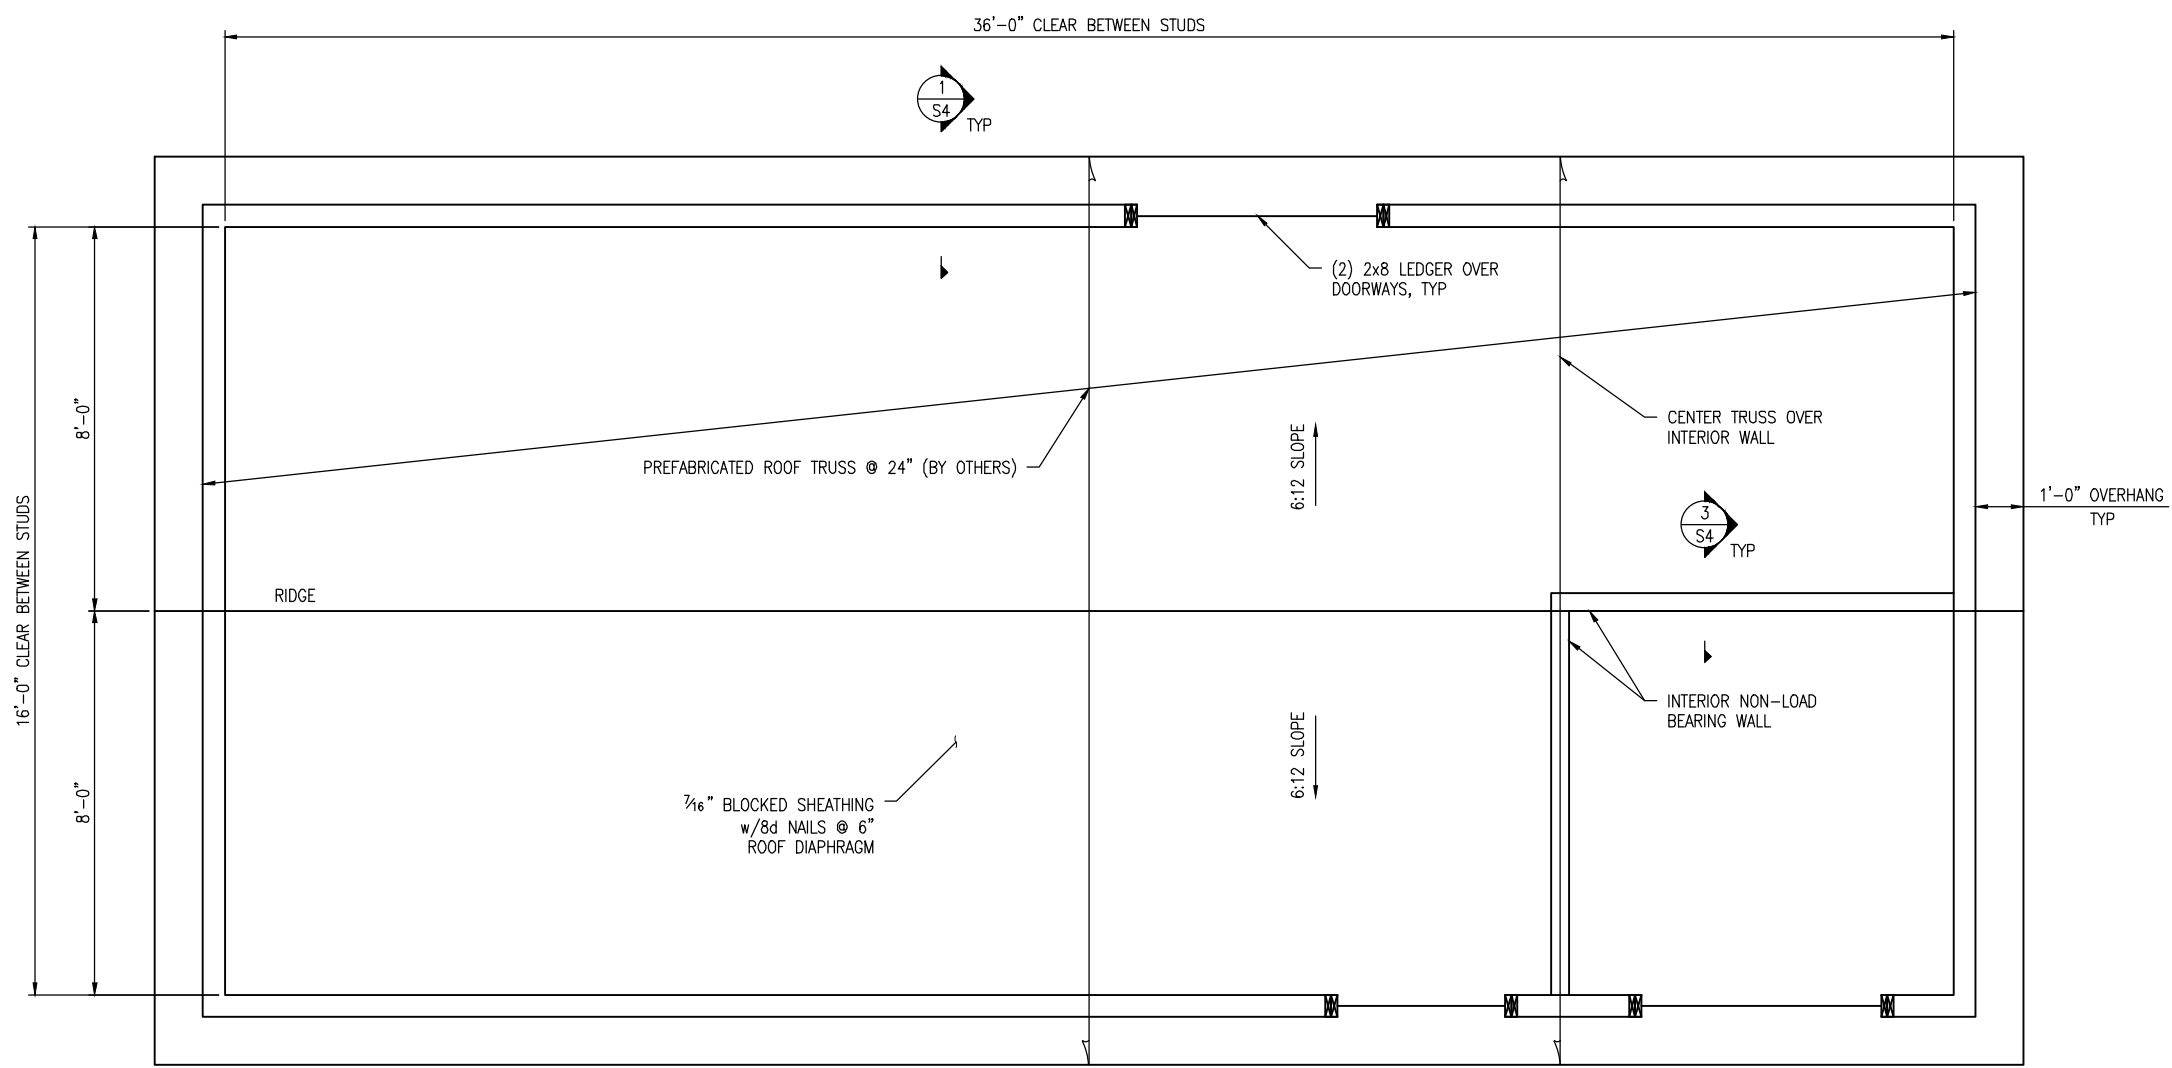 36'-0" CLEAR BETWEEN STUDS
1
S4
TYP
(2) 2x8 LEDGER OVER
DOORWAYS, TYP
8'-0"
CENTER TRUSS OVER
INTERIOR WALL
PREFABRICATED ROOF TRUSS @ 24" (BY OTHERS)
6:12 SLOPE
1'-0" OVERHANG
TYP
3
S4
TYP
16'-0" CLEAR BETWEEN STUDS
RIDGE
INTERIOR NON-LOAD
BEARING WALL
6:12 SLOPE
8'-0"
7/16" BLOCKED SHEATHING
w/8d NAILS @ 6"
ROOF DIAPHRAGM